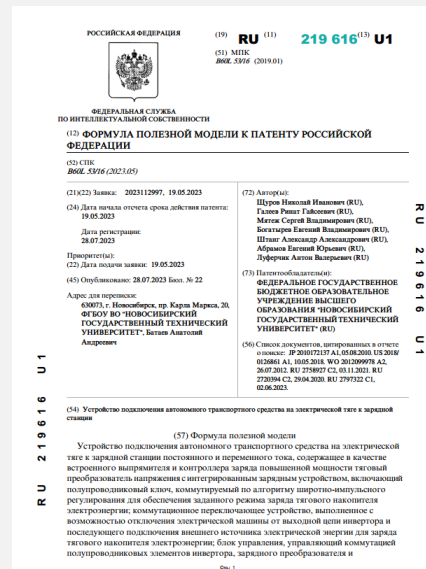 РОССИЙСКАЯ ФЕДЕРАЦИЯ
(19) RU (11) 219 616 (13) U1
(51) МПК
B60L 53/16 (2019.01)
ФЕДЕРАЛЬНАЯ СЛУЖБА
ПО ИНТЕЛЛЕКТУАЛЬНОЙ СОБСТВЕННОСТИ
(12) ФОРМУЛА ПОЛЕЗНОЙ МОДЕЛИ К ПАТЕНТУ РОССИЙСКОЙ
ФЕДЕРАЦИИ
(52) СПК
B60L 53/16 (2023.05)
(21)(22) Заявка: 2023112997, 19.05.2023
(24) Дата начала отсчета срока действия патента:
19.05.2023
Дата регистрации:
28.07.2023
Приоритет(ы):
(22) Дата подачи заявки: 19.05.2023
(45) Опубликовано: 28.07.2023 Бюл. № 22
Адрес для переписки:
630073, г. Новосибирск, пр. Карла Маркса, 20,
ФГБОУ ВО "НОВОСИБИРСКИЙ
ГОСУДАРСТВЕННЫЙ ТЕХНИЧЕСКИЙ
УНИВЕРСИТЕТ", Батаев Анатолий
Андреевич
(72) Автор(ы):
Щуров Николай Иванович (RU),
Галеев Ринат Гайсеевич (RU),
Мятеж Сергей Владимирович (RU),
Богатырев Евгений Владимирович (RU),
Штанг Александр Александрович (RU),
Абрамов Евгений Юрьевич (RU),
Луферчик Антон Валерьевич (RU)
(73) Патентообладатель(и):
ФЕДЕРАЛЬНОЕ ГОСУДАРСТВЕННОЕ
БЮДЖЕТНОЕ ОБРАЗОВАТЕЛЬНОЕ
УЧРЕЖДЕНИЕ ВЫСШЕГО
ОБРАЗОВАНИЯ "НОВОСИБИРСКИЙ
ГОСУДАРСТВЕННЫЙ ТЕХНИЧЕСКИЙ
УНИВЕРСИТЕТ" (RU)
(56) Список документов, цитированных в отчете
о поиске: JP 2010172137 A1, 05.08.2010. US 2018/
0126861 A1, 10.05.2018. WO 2012099978 A2,
26.07.2012. RU 2758927 C2, 03.11.2021. RU
2720394 C2, 29.04.2020. RU 2797322 C1,
02.06.2023.
RU 219616 U1
RU 219616 U1
(54) Устройство подключения автономного транспортного средства на электрической тяге к зарядной
станции
(57) Формула полезной модели
Устройство подключения автономного транспортного средства на электрической
тяге к зарядной станции постоянного и переменного тока, содержащее в качестве
встроенного выпрямителя и контроллера заряда повышенной мощности тяговый
преобразователь напряжения с интегрированным зарядным устройством, включающий
полупроводниковый ключ, коммутируемый по алгоритму широтно-импульсного
регулирования для обеспечения заданного режима заряда тягового накопителя
электроэнергии; коммутационное переключающее устройство, выполненное с
возможностью отключения электрической машины от выходной цепи инвертора и
последующего подключения внешнего источника электрической энергии для заряда
тягового накопителя электроэнергии; блок управления, управляющий коммутацией
полупроводниковых элементов инвертора, зарядного преобразователя и